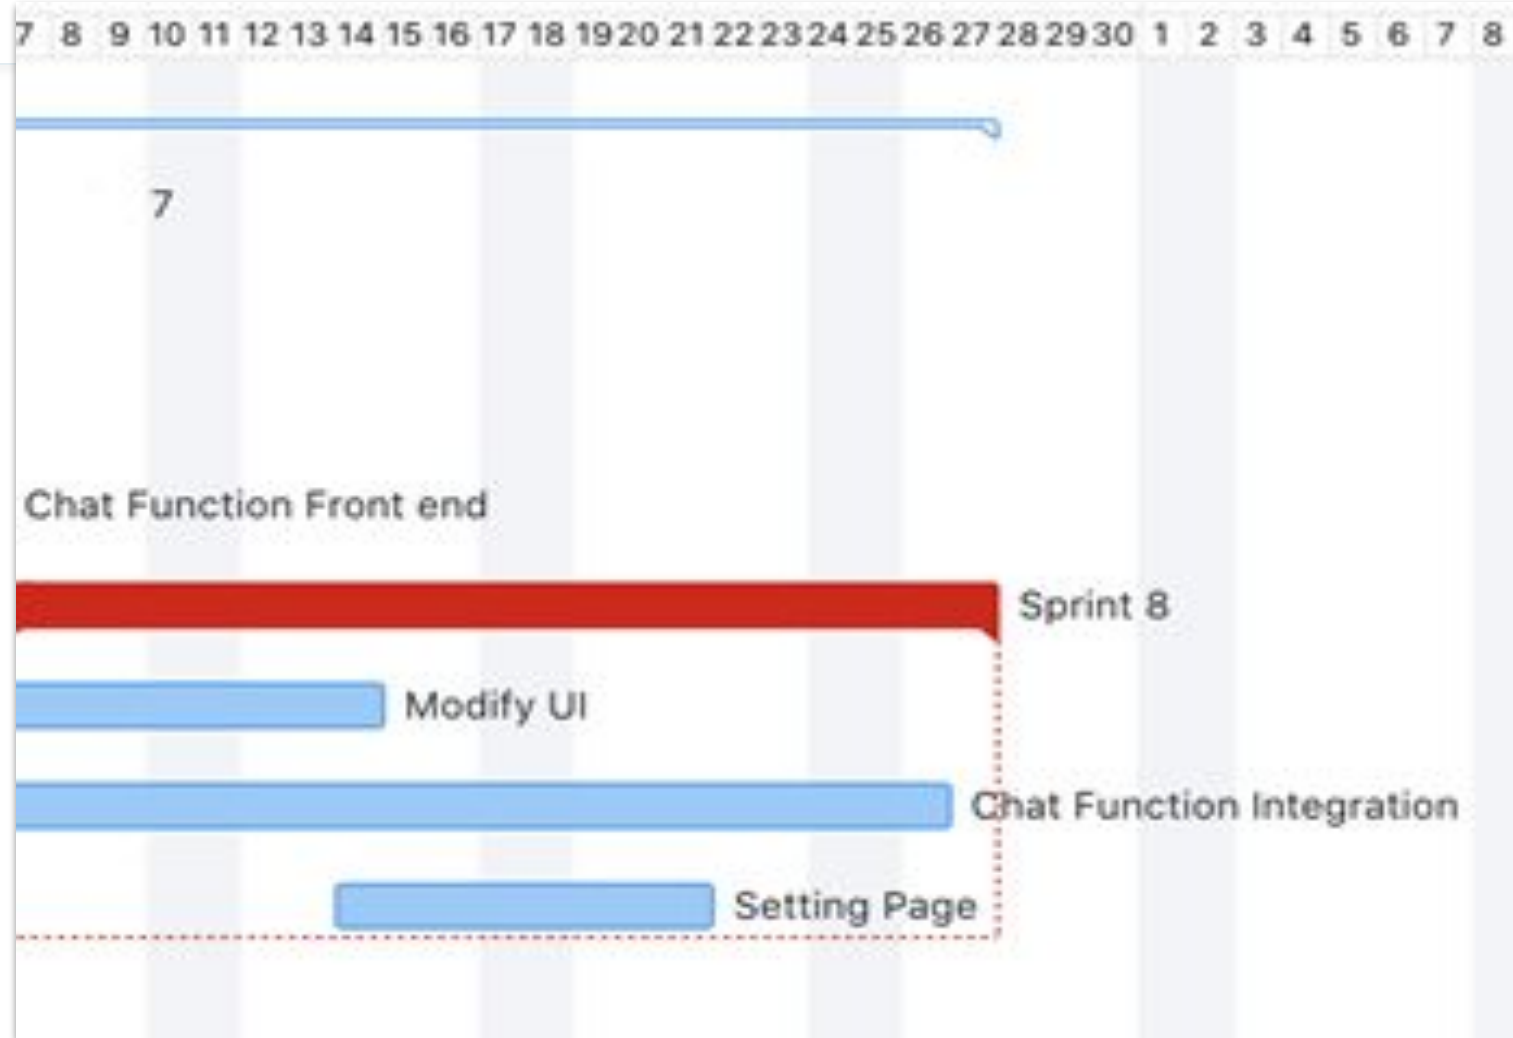 7 8 9 10 11 12 13 14 15 16 17 18 19 20 21 22 23 24 25 26 27 28 29 30 1 2 3 4 5 6 7 8
7
Chat Function Front end
Sprint 8
Modify UI
Chat Function Integration
Setting Page